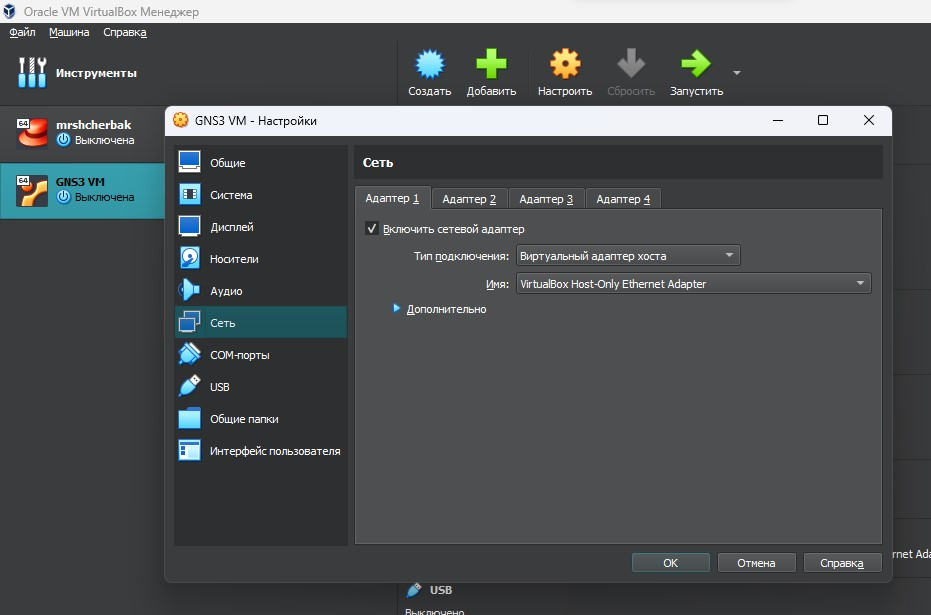 Oracle VM VirtualBox Менеджер
Файл Машина Справка
Инструменты
Создать Добавить Настроить Сбросить Запустить
64 mrshcherbak
Выключена
64 GNS3 VM
Выключена
GNS3 VM - Настройки
Общие
Система
Дисплей
Носители
Аудио
Сеть
COM-порты
USB
Общие папки
Интерфейс пользователя
Сеть
Адаптер 1 Адаптер 2 Адаптер 3 Адаптер 4
Включить сетевой адаптер
Тип подключения: Виртуальный адаптер хоста
Имя: VirtualBox Host-Only Ethernet Adapter
Дополнительно
OK Отмена Справка
USB
Выключено